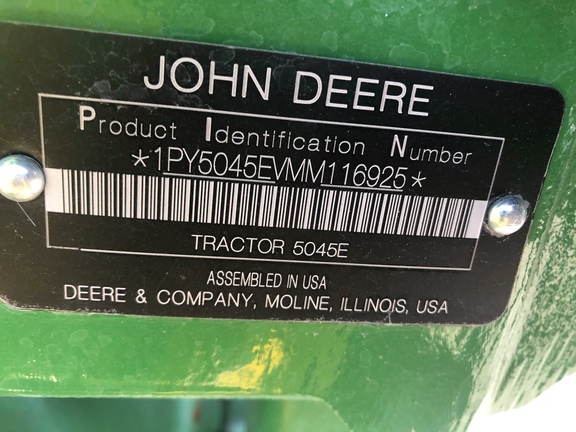 JOHN DEERE
Product Identification Number
*1PY5045EVMM116925*
TRACTOR 5045E
ASSEMBLED IN USA
DEERE & COMPANY, MOLINE, ILLINOIS, USA